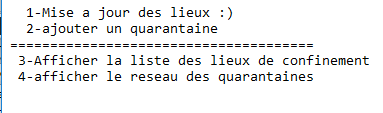 1-Mise a jour des lieux :)
2-ajouter un quarantaine
======================================
3-Afficher la liste des lieux de confinement
4-afficher le reseau des quarantaines